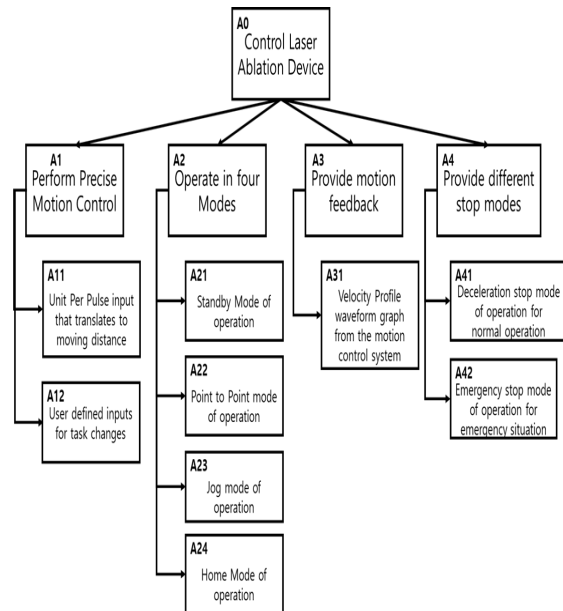 A0
Control Laser
Ablation Device
A1
Perform Precise
Motion Control
A2
Operate in four
Modes
A3
Provide motion
feedback
A4
Provide different
stop modes
A11
Unit Per Pulse input
that translates to
moving distance
A12
User defined inputs
for task changes
A21
Standby Mode of
operation
A22
Point to Point mode
of operation
A23
Jog mode of
operation
A24
Home Mode of
operation
A31
Velocity Profile
waveform graph
from the motion
control system
A41
Deceleration stop mode
of operation for
normal operation
A42
Emergency stop mode
of operation for
emergency situation